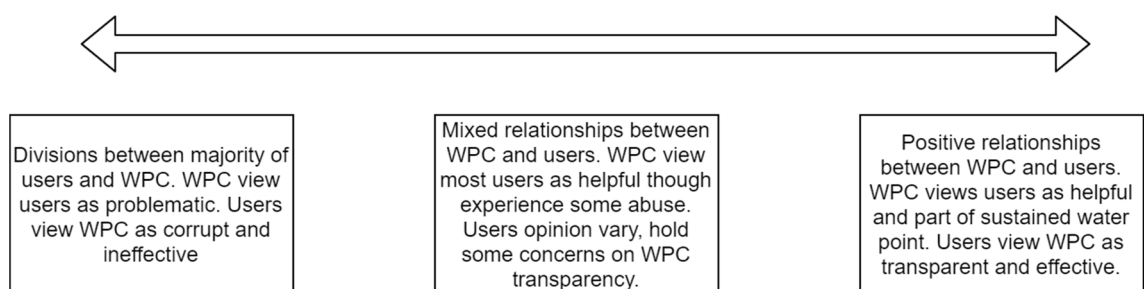 Divisions between majority of
users and WPC. WPC view
users as problematic. Users
view WPC as corrupt and
ineffective
Mixed relationships between
WPC and users. WPC view
most users as helpful though
experience some abuse.
Users opinion vary, hold
some concerns on WPC
transparency.
Positive relationships
between WPC and users.
WPC views users as helpful
and part of sustained water
point. Users view WPC as
transparent and effective.